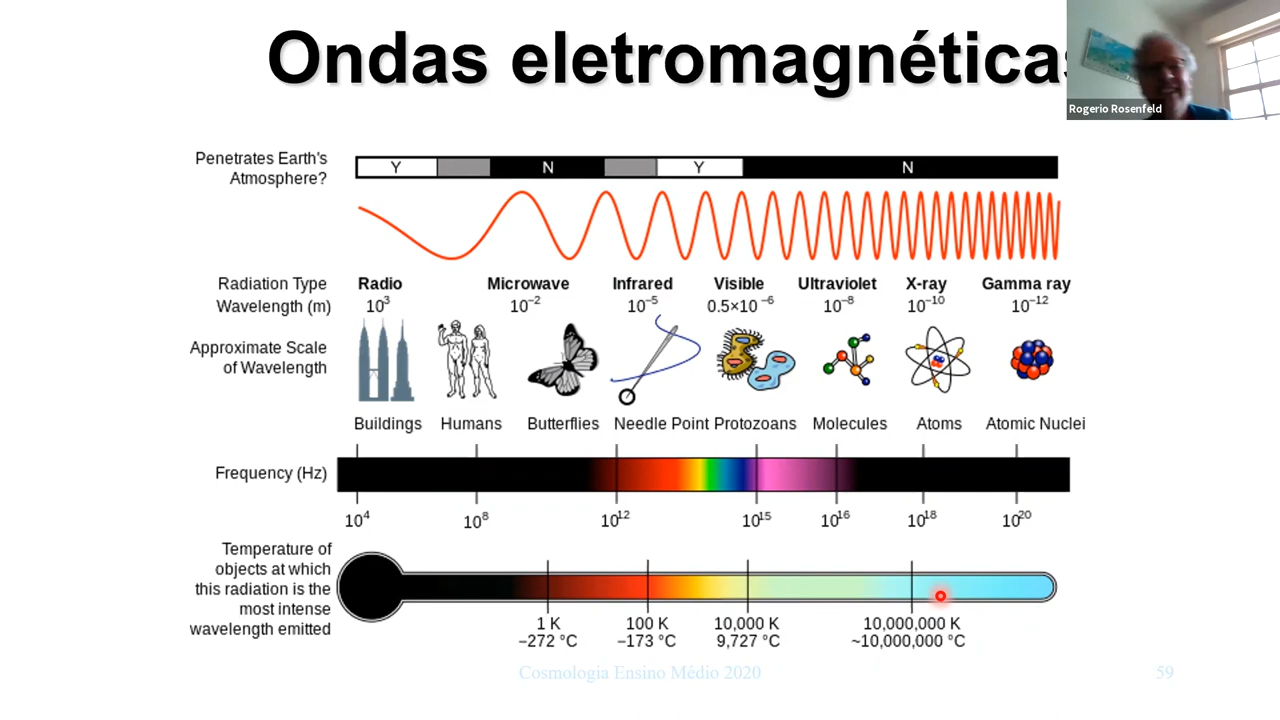 Ondas eletromagnéticas
Rogerio Rosenfeld
Penetrates Earth's
Atmosphere?
Y N Y N
Radiation Type
Radio Microwave Infrared Visible Ultraviolet X-ray Gamma ray
Wavelength (m)
10³ 10⁻² 10⁻⁵ 0.5×10⁻⁶ 10⁻⁸ 10⁻¹⁰ 10⁻¹²
Approximate Scale
of Wavelength
Buildings Humans Butterflies Needle Point Protozoans Molecules Atoms Atomic Nuclei
Frequency (Hz)
10⁴ 10⁸ 10¹² 10¹⁵ 10¹⁶ 10¹⁸ 10²⁰
Temperature of
objects at which
this radiation is the
most intense
wavelength emitted
1 K 100 K 10,000 K 10,000,000 K
−272 °C −173 °C 9,727 °C ~10,000,000 °C
Cosmologia Ensino Médio 2020 59